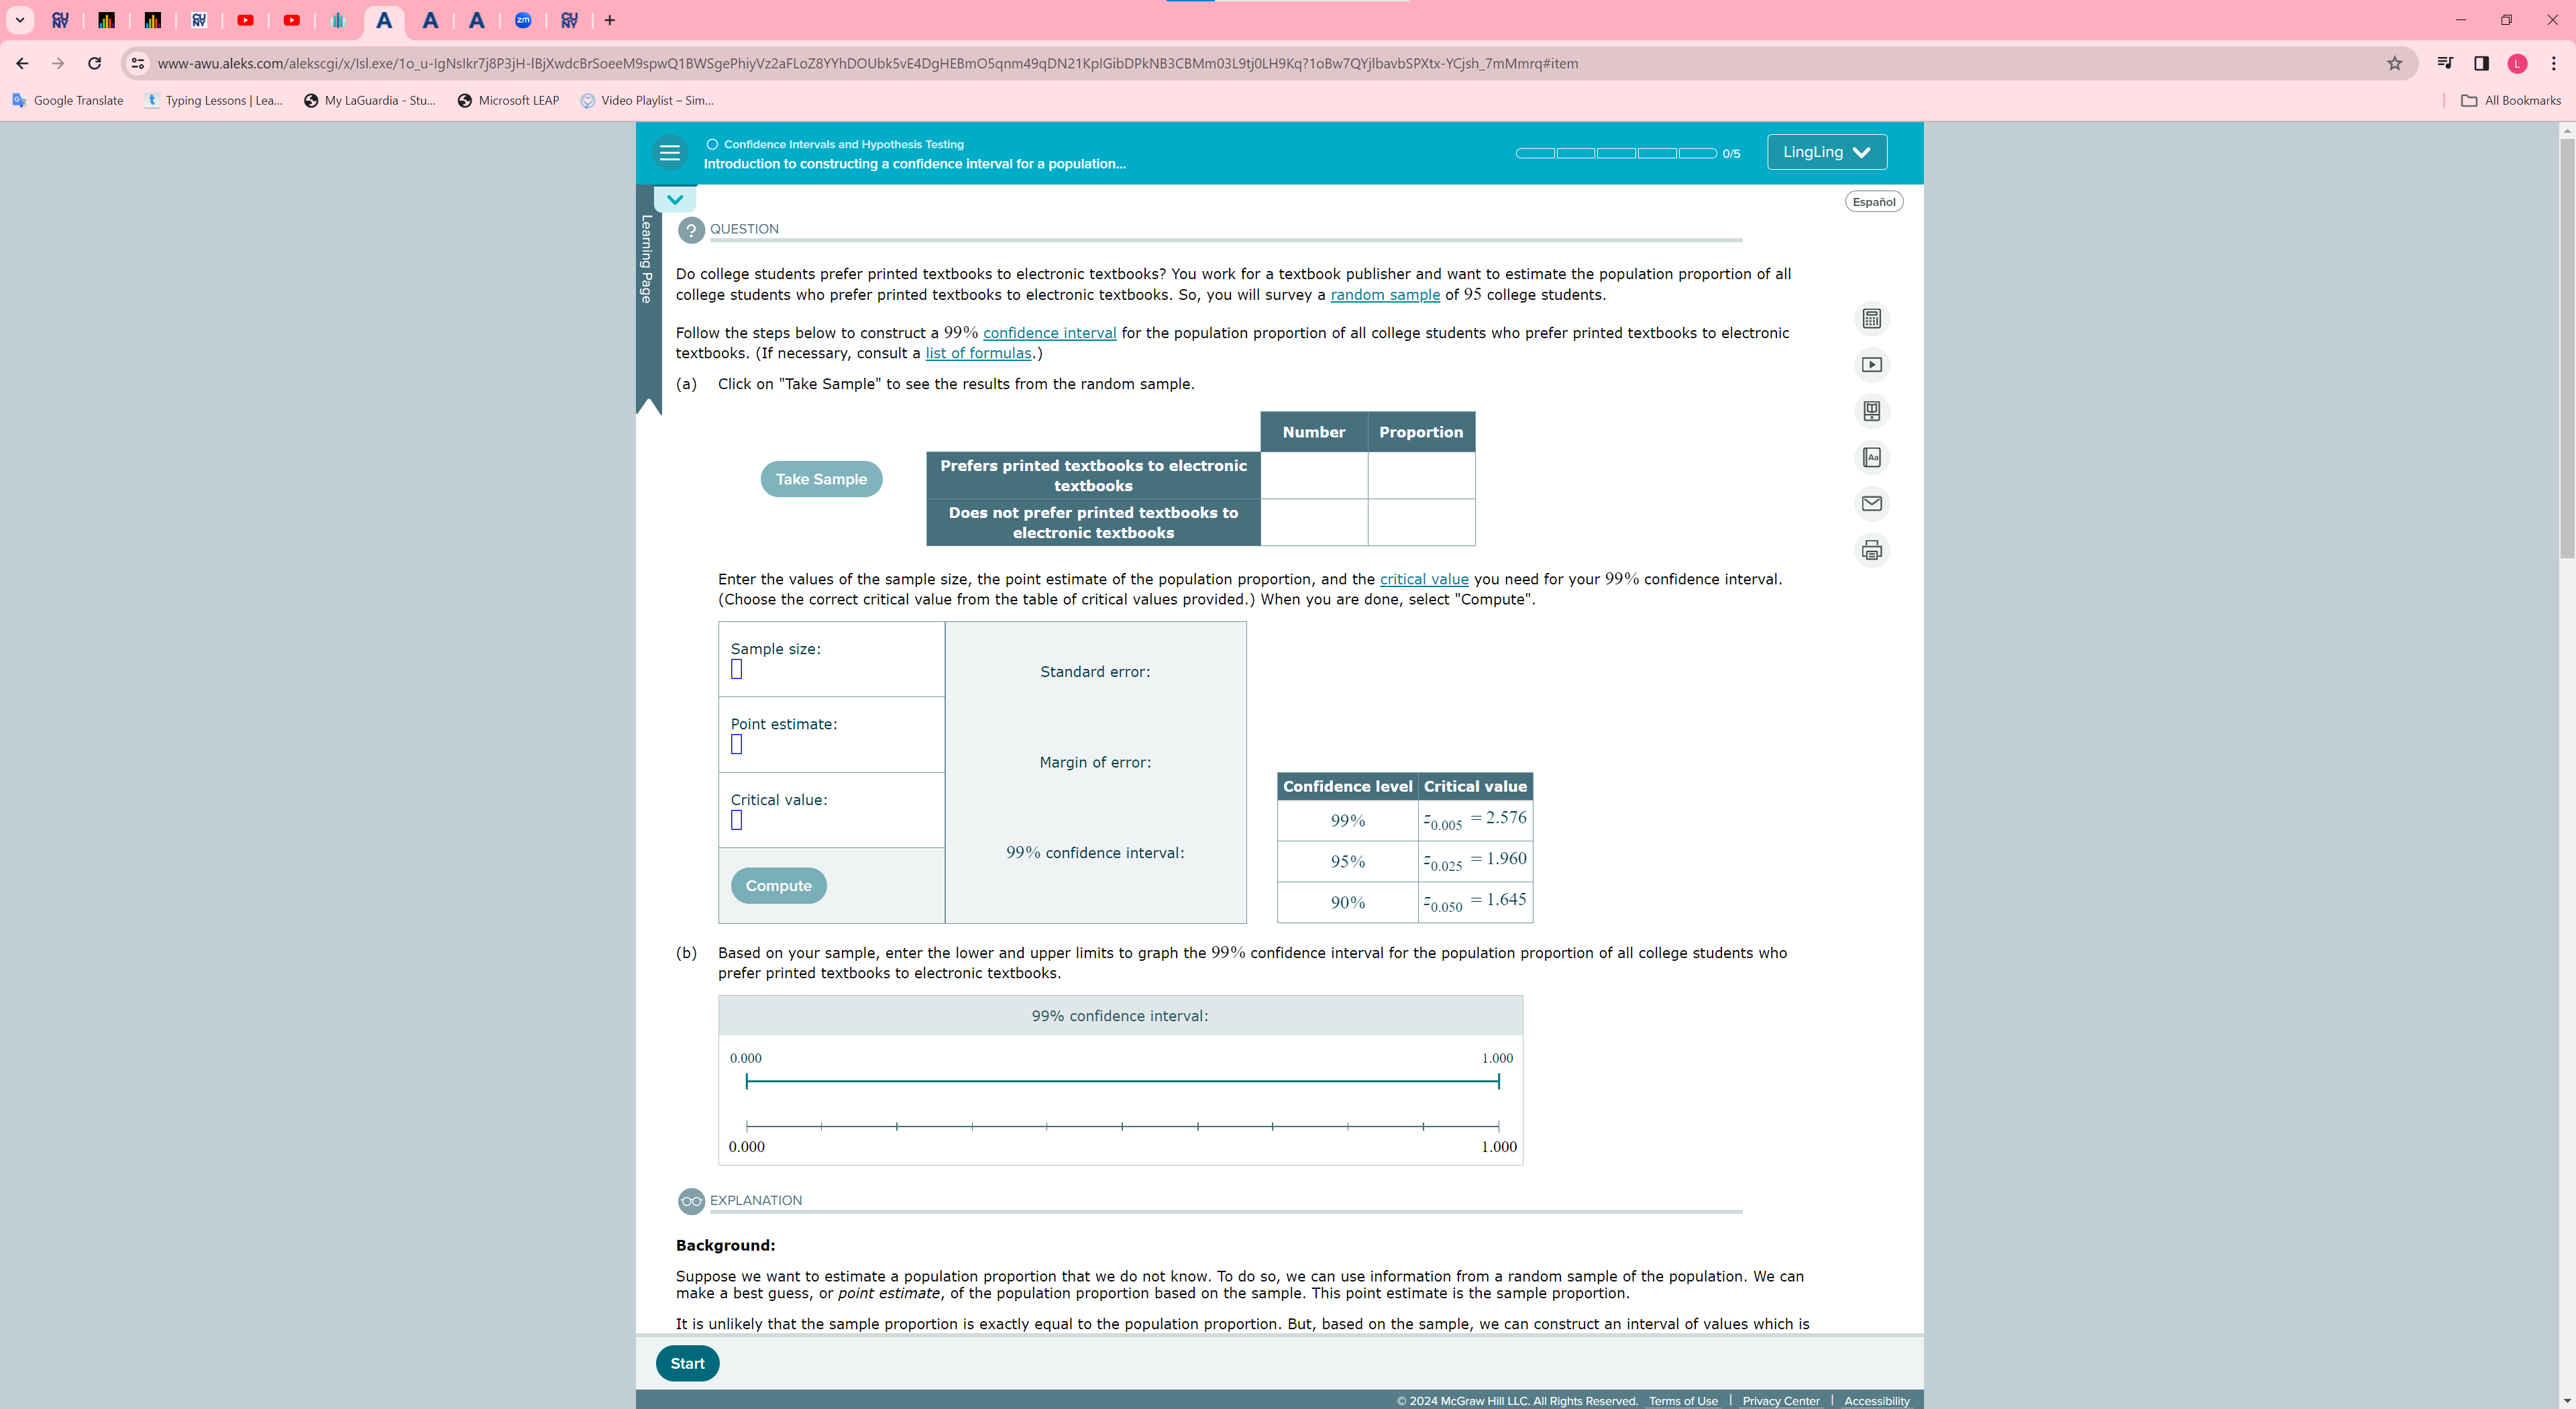 www-awu.aleks.com/alekscgi/x/Isl.exe/1o_u-IgNsIkr7j8P3jH-IBjXwdcBrSoeeM9spwQ1BWSgePhiyVz2aFLoZ8YYhDOUbk5vE4DgHEBmO5qnm49qDN21KpIGibDPkNB3CBMm03L9tj0LH9Kq?1oBw7QYjlbavbSPXtx-YCjsh_7mMmrq#item
Google Translate
Typing Lessons | Lea...
My LaGuardia - Stu...
Microsoft LEAP
Video Playlist – Sim...
All Bookmarks
Confidence Intervals and Hypothesis Testing
Introduction to constructing a confidence interval for a population...
0/5
LingLing
Español
Learning Page
QUESTION
Do college students prefer printed textbooks to electronic textbooks? You work for a textbook publisher and want to estimate the population proportion of all
college students who prefer printed textbooks to electronic textbooks. So, you will survey a random sample of 95 college students.
Follow the steps below to construct a 99% confidence interval for the population proportion of all college students who prefer printed textbooks to electronic
textbooks. (If necessary, consult a list of formulas.)
(a) Click on "Take Sample" to see the results from the random sample.
Take Sample
Number Proportion
Prefers printed textbooks to electronic
textbooks
Does not prefer printed textbooks to
electronic textbooks
Enter the values of the sample size, the point estimate of the population proportion, and the critical value you need for your 99% confidence interval.
(Choose the correct critical value from the table of critical values provided.) When you are done, select "Compute".
Sample size:
Point estimate:
Critical value:
Compute
Standard error:
Margin of error:
99% confidence interval:
Confidence level Critical value
99% z0.005 = 2.576
95% z0.025 = 1.960
90% z0.050 = 1.645
(b) Based on your sample, enter the lower and upper limits to graph the 99% confidence interval for the population proportion of all college students who
prefer printed textbooks to electronic textbooks.
99% confidence interval:
0.000 1.000
0.000 1.000
EXPLANATION
Background:
Suppose we want to estimate a population proportion that we do not know. To do so, we can use information from a random sample of the population. We can
make a best guess, or point estimate, of the population proportion based on the sample. This point estimate is the sample proportion.
It is unlikely that the sample proportion is exactly equal to the population proportion. But, based on the sample, we can construct an interval of values which is
Start
© 2024 McGraw Hill LLC. All Rights Reserved. Terms of Use | Privacy Center | Accessibility